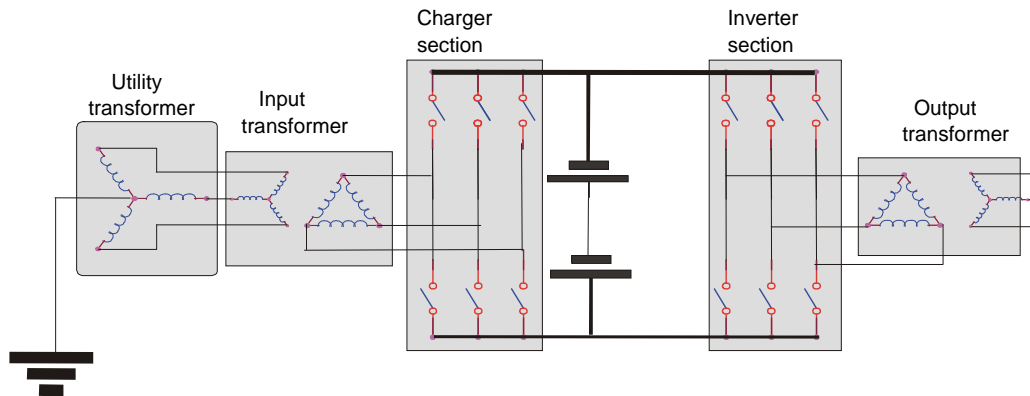 Charger
section
Inverter
section
Utility
transformer
Input
transformer
Output
transformer